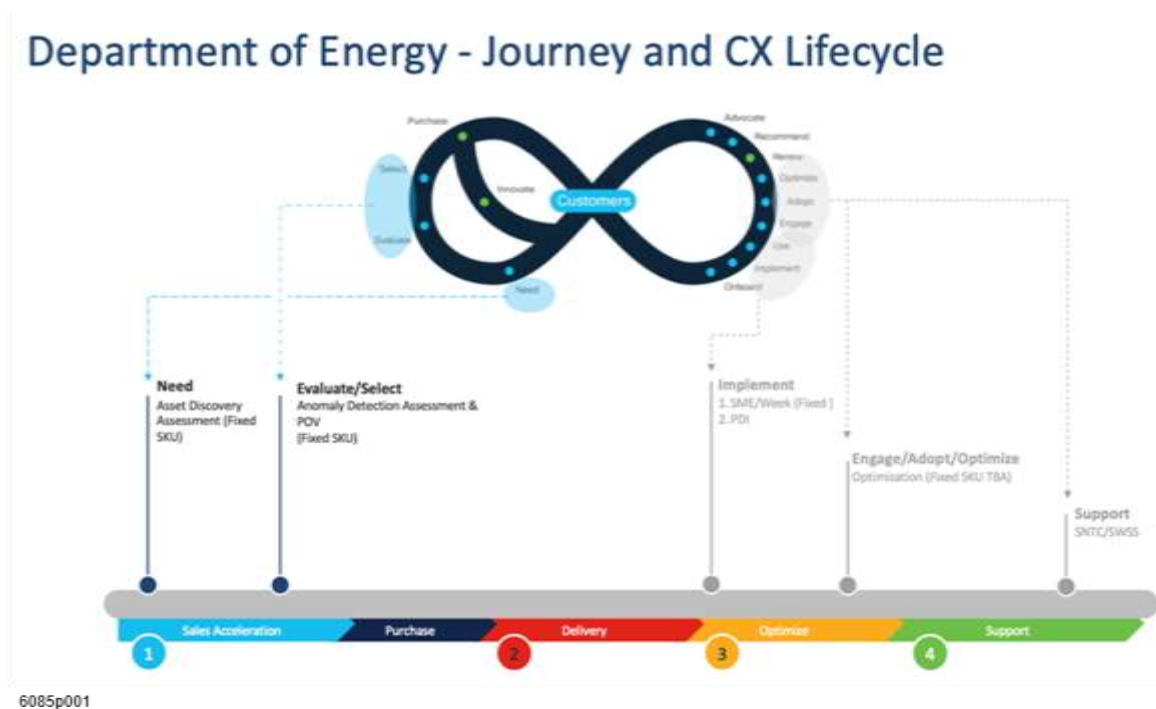 Department of Energy - Journey and CX Lifecycle
Purchase
Select
Innovate
Evaluate
Need
Customers
Advocate
Recommend
Renew
Optimize
Adopt
Engage
Use
Implement
Onboard
Need
Asset Discovery
Assessment (Fixed
SKU)
Evaluate/Select
Anomaly Detection Assessment &
POV
(Fixed SKU)
Implement
1. SME/Week (Fixed )
2. PDI
Engage/Adopt/Optimize
Optimization (Fixed SKU TBA)
Support
SNTC/SWSS
Sales Acceleration
Purchase
Delivery
Optimize
Support
1
2
3
4
6085p001